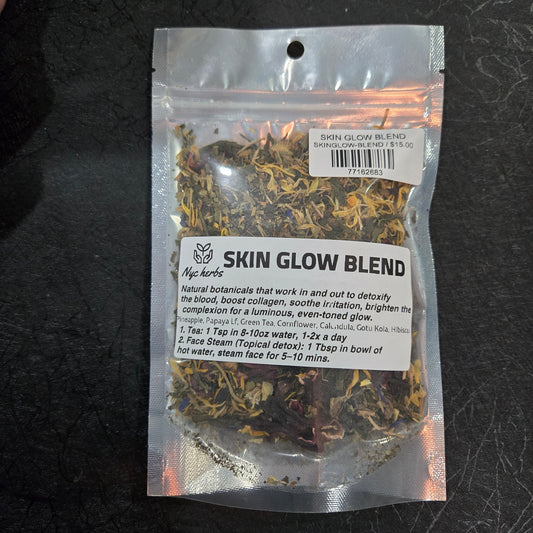 SKIN GLOW BLEND
SKINGLOW-BLEND / $15.00
77162683
Nyc herbs
SKIN GLOW BLEND
Natural botanicals that work in and out to detoxify
the blood, boost collagen, soothe irritation, brighten the
complexion for a luminous, even-toned glow.
Pineapple, Papaya Lf, Green Tea, Cornflower, Calendula, Gotu Kola, Hibiscu
1. Tea: 1 Tsp in 8-10oz water, 1-2x a day
2. Face Steam (Topical detox): 1 Tbsp in bowl of
hot water, steam face for 5–10 mins.